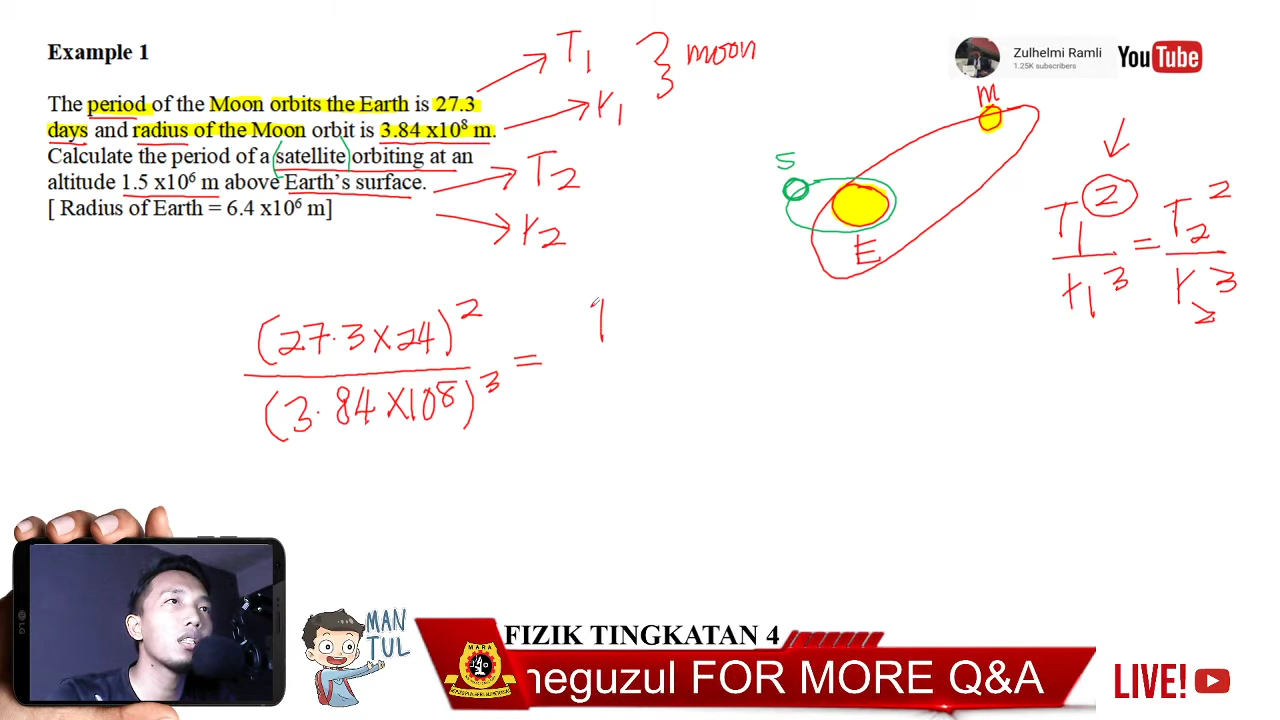 Example 1
The period of the Moon orbits the Earth is 27.3
days and radius of the Moon orbit is 3.84 x10⁸ m.
Calculate the period of a (satellite) orbiting at an
altitude 1.5 x10⁶ m above Earth's surface.
[ Radius of Earth = 6.4 x10⁶ m]
T₁
r₁
} moon
T₂
r₂
Zulhelmi Ramli
1.25K subscribers
YouTube
m
S
E
T₁² / r₁³ = T₂² / r₂³
(27.3 x 24)² / (3.84 x 10⁸)³ =
MAN
TUL
FIZIK TINGKATAN 4
MARA
neguzul FOR MORE Q&A
LIVE!
LG